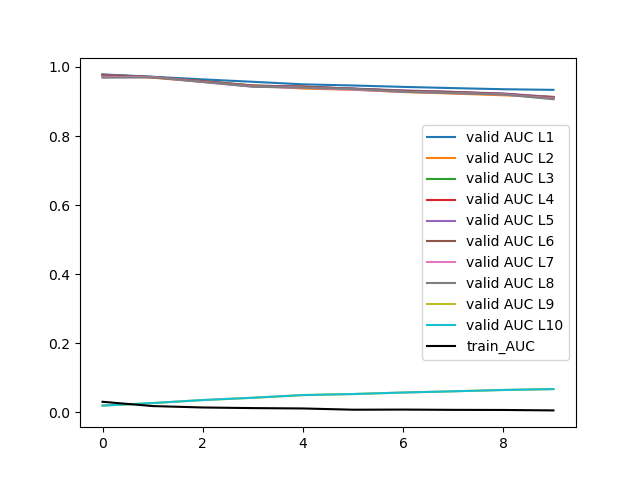 1.0
0.8
0.6
0.4
0.2
0.0
0 2 4 6 8
valid AUC L1
valid AUC L2
valid AUC L3
valid AUC L4
valid AUC L5
valid AUC L6
valid AUC L7
valid AUC L8
valid AUC L9
valid AUC L10
train_AUC